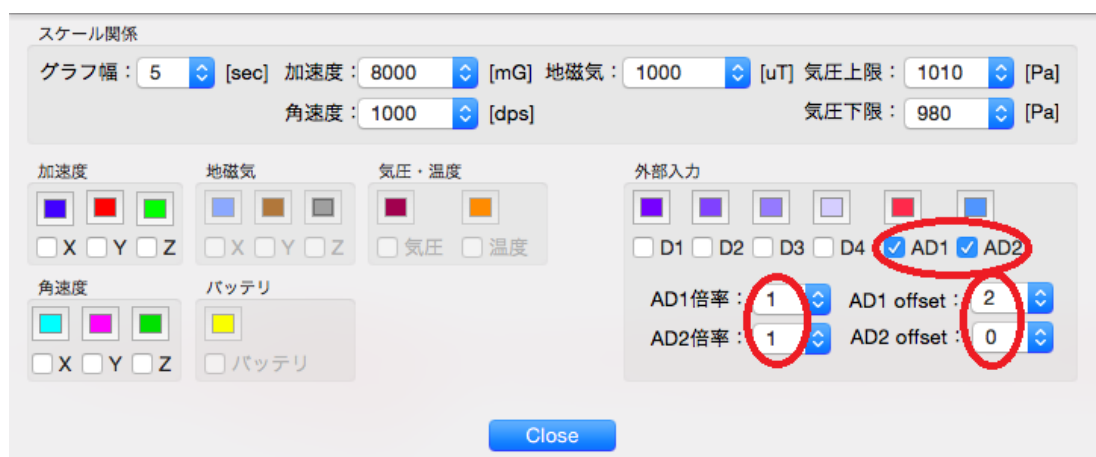 スケール関係
グラフ幅： 5 [sec] 加速度： 8000 [mG] 地磁気： 1000 [uT] 気圧上限： 1010 [Pa]
角速度： 1000 [dps] 気圧下限： 980 [Pa]
加速度 地磁気 気圧・温度 外部入力
X Y Z X Y Z 気圧 温度 D1 D2 D3 D4 AD1 AD2
角速度 バッテリ
AD1倍率： 1 AD1 offset： 2
AD2倍率： 1 AD2 offset： 0
X Y Z バッテリ
Close